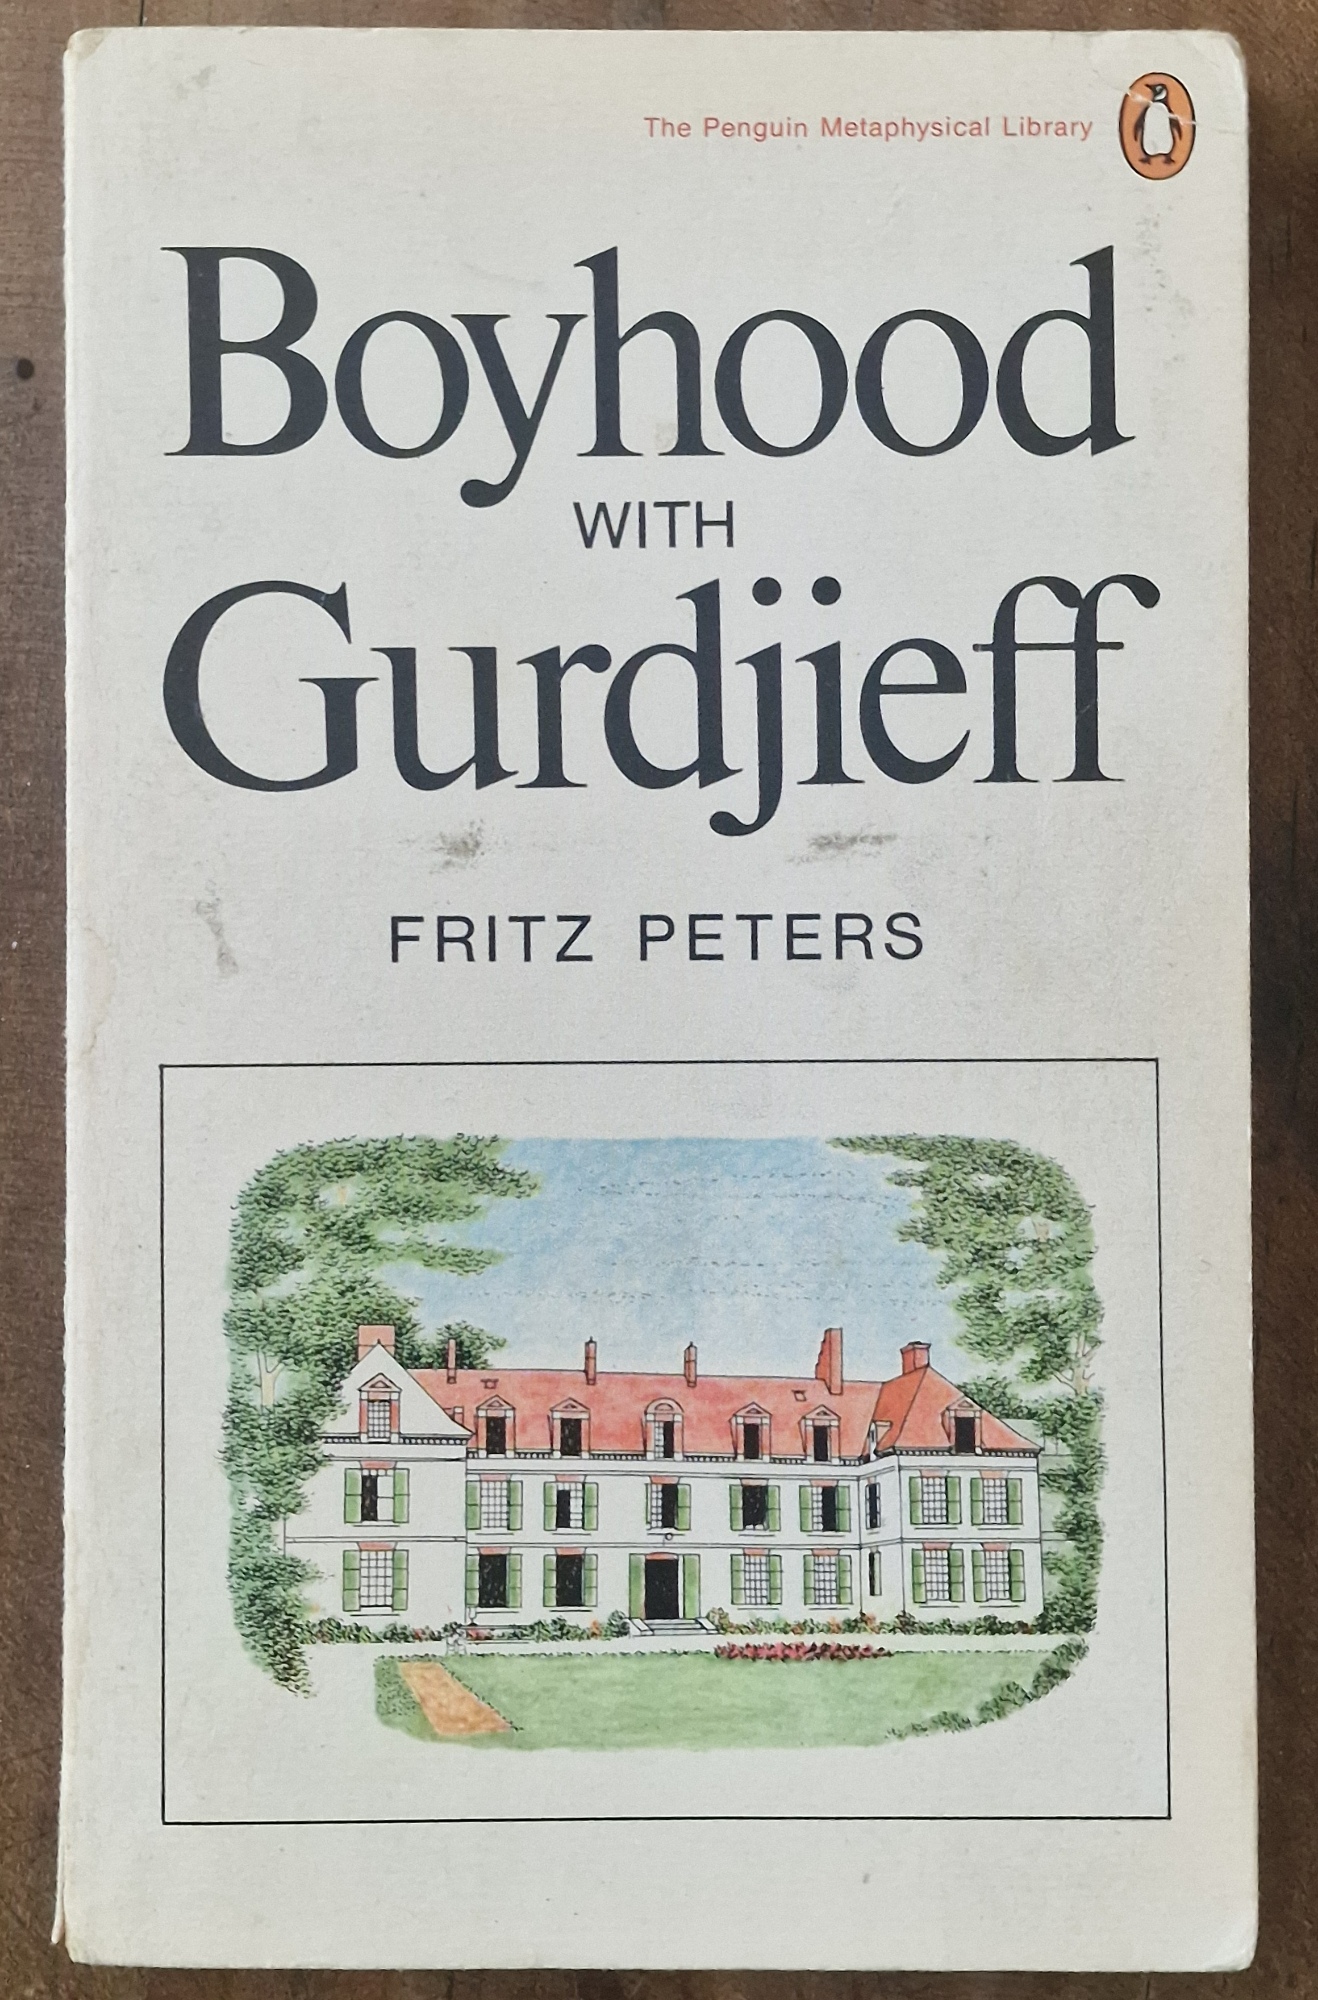 The Penguin Metaphysical Library
Boyhood
WITH
Gurdjieff
FRITZ PETERS